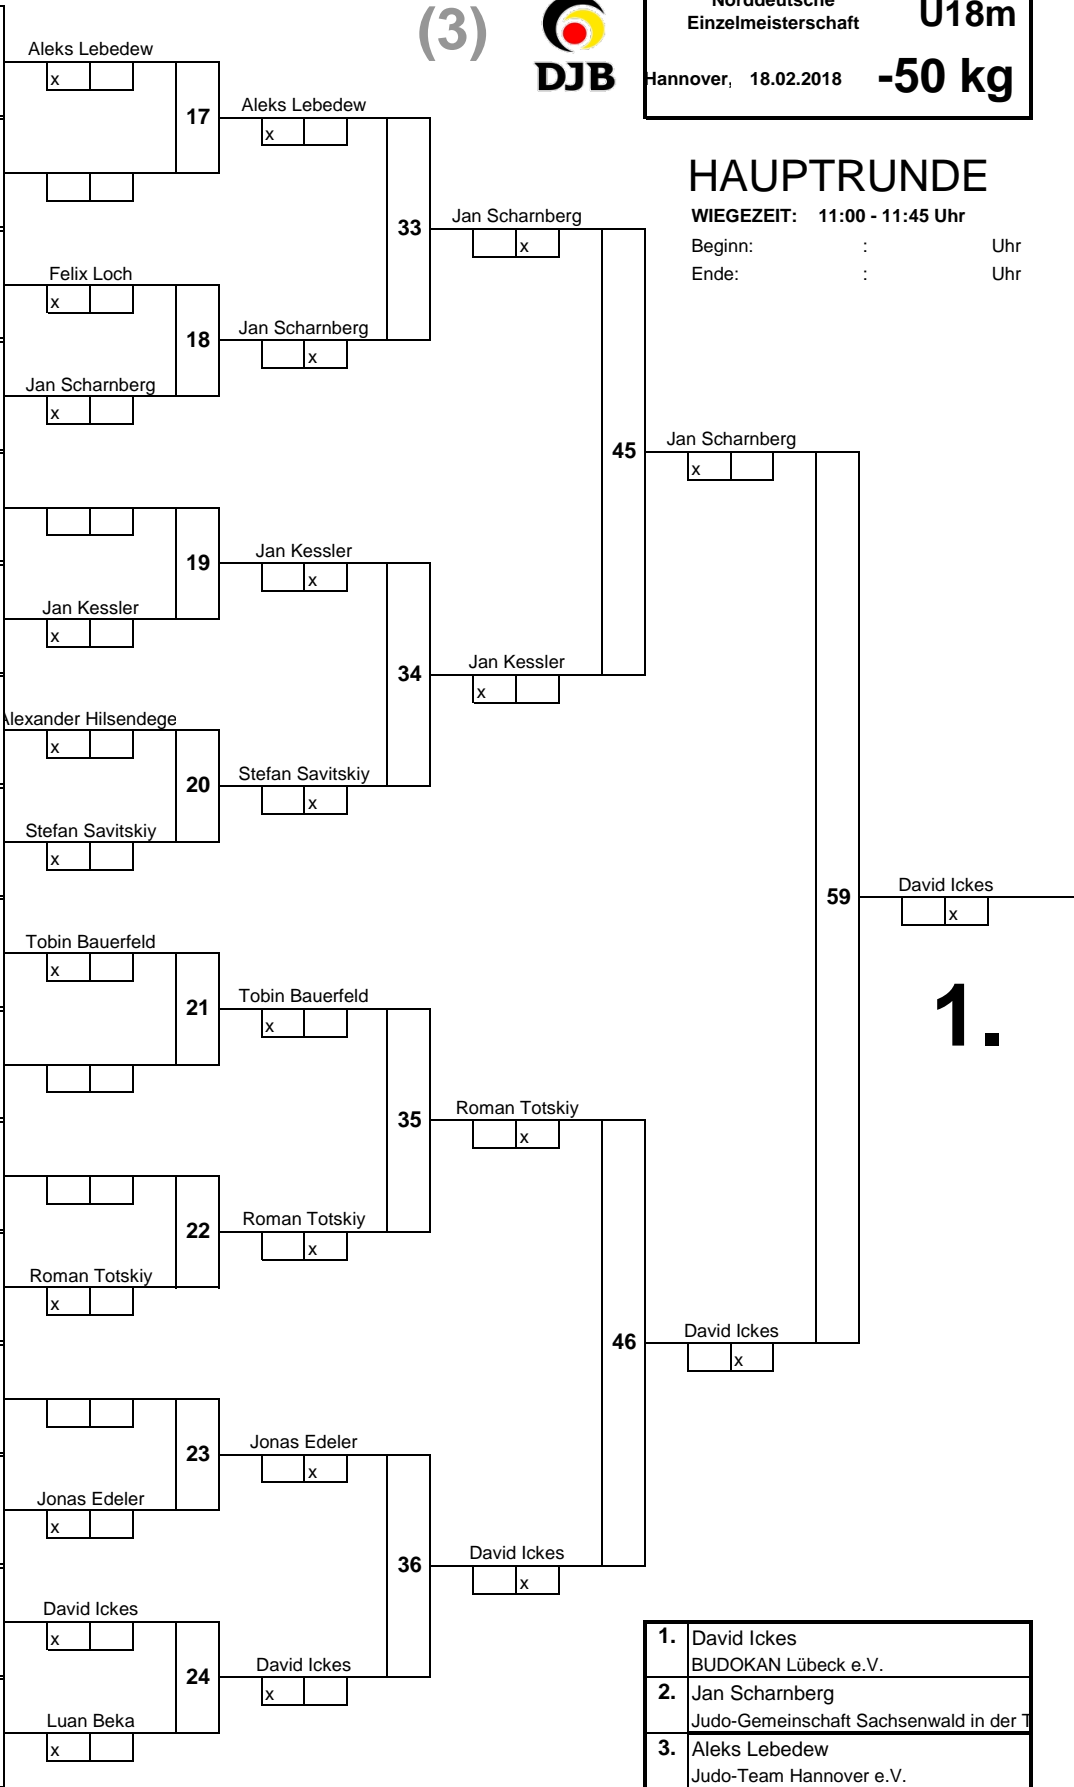 (3)
DJB
Norddeutsche
Einzelmeisterschaft
U18m
Hannover, 18.02.2018
-50 kg
HAUPTRUNDE
WIEGEZEIT: 11:00 - 11:45 Uhr
Beginn: : Uhr
Ende: : Uhr
Aleks Lebedew
x
17
Aleks Lebedew
x
33
Jan Scharnberg
x
Felix Loch
x
18
Jan Scharnberg
x
Jan Scharnberg
x
45
Jan Scharnberg
x
19
Jan Kessler
x
Jan Kessler
x
34
Jan Kessler
x
Alexander Hilsendege
x
20
Stefan Savitskiy
x
Stefan Savitskiy
x
59
David Ickes
x
1.
Tobin Bauerfeld
x
21
Tobin Bauerfeld
x
35
Roman Totskiy
x
22
Roman Totskiy
x
Roman Totskiy
x
46
David Ickes
x
23
Jonas Edeler
x
Jonas Edeler
x
36
David Ickes
x
David Ickes
x
24
David Ickes
x
Luan Beka
x
1. David Ickes
BUDOKAN Lübeck e.V.
2. Jan Scharnberg
Judo-Gemeinschaft Sachsenwald in der T
3. Aleks Lebedew
Judo-Team Hannover e.V.